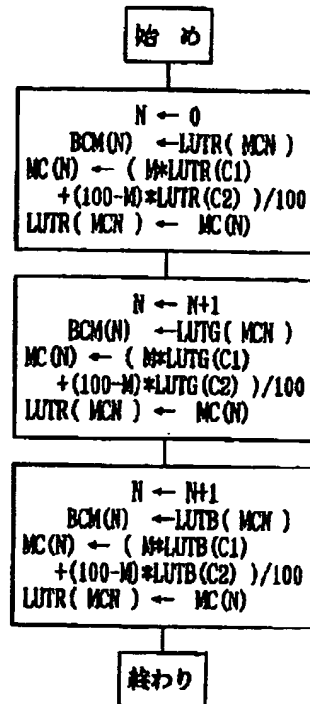 始 め
N ← 0
BCM(N) ←LUTR( MCN )
MC(N) ← ( M*LUTR(C1)
+(100-M)*LUTR(C2) )/100
LUTR( MCN ) ← MC(N)
N ← N+1
BCM(N) ←LUTG( MCN )
MC(N) ← ( M*LUTG(C1)
+(100-M)*LUTG(C2) )/100
LUTR( MCN ) ← MC(N)
N ← N+1
BCM(N) ←LUTB( MCN )
MC(N) ← ( M*LUTB(C1)
+(100-M)*LUTB(C2) )/100
LUTR( MCN ) ← MC(N)
終わり